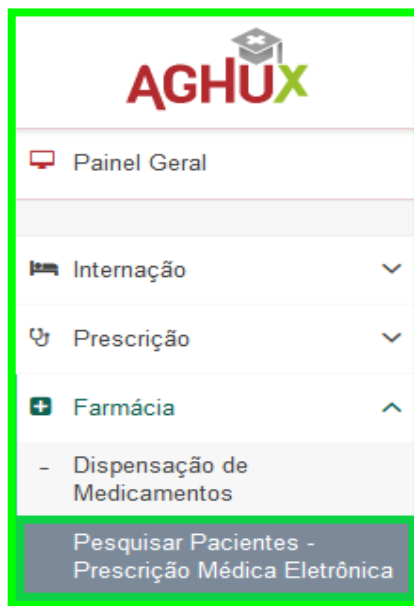 AGHUX
Painel Geral
Internação
Prescrição
Farmácia
- Dispensação de
Medicamentos
Pesquisar Pacientes -
Prescrição Médica Eletrônica